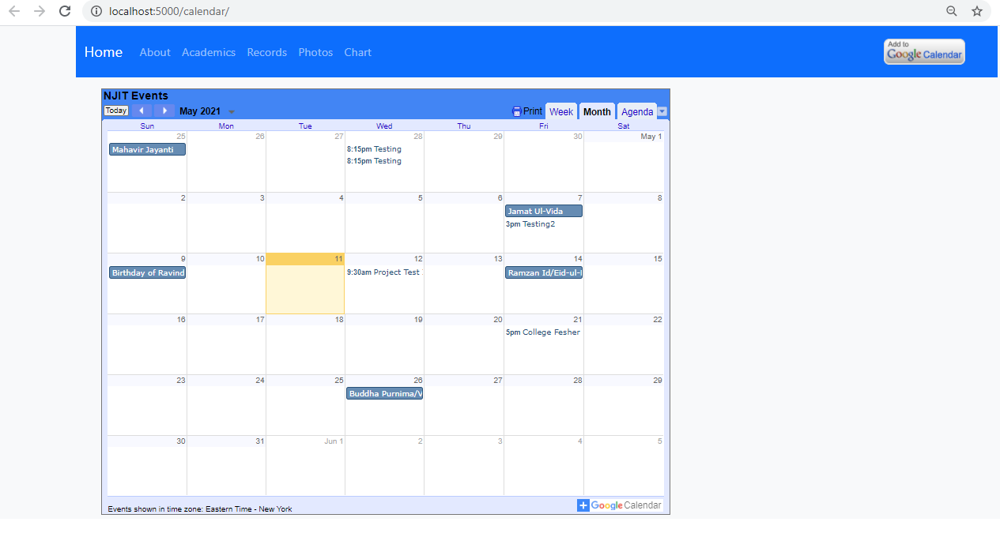 localhost:5000/calendar/
Home About Academics Records Photos Chart
Add to
Google Calendar
NJIT Events
Today May 2021 Print Week Month Agenda
Sun Mon Tue Wed Thu Fri Sat
25 26 27 28 29 30 May 1
Mahavir Jayanti 8:15pm Testing
8:15pm Testing
2 3 4 5 6 7 8
Jamat Ul-Vida
3pm Testing2
9 10 11 12 13 14 15
Birthday of Ravind 9:30am Project Test Ramzan Id/Eid-ul-
16 17 18 19 20 21 22
5pm College Fesher
23 24 25 26 27 28 29
Buddha Purnima/V
30 31 Jun 1 2 3 4 5
Events shown in time zone: Eastern Time - New York
Google Calendar